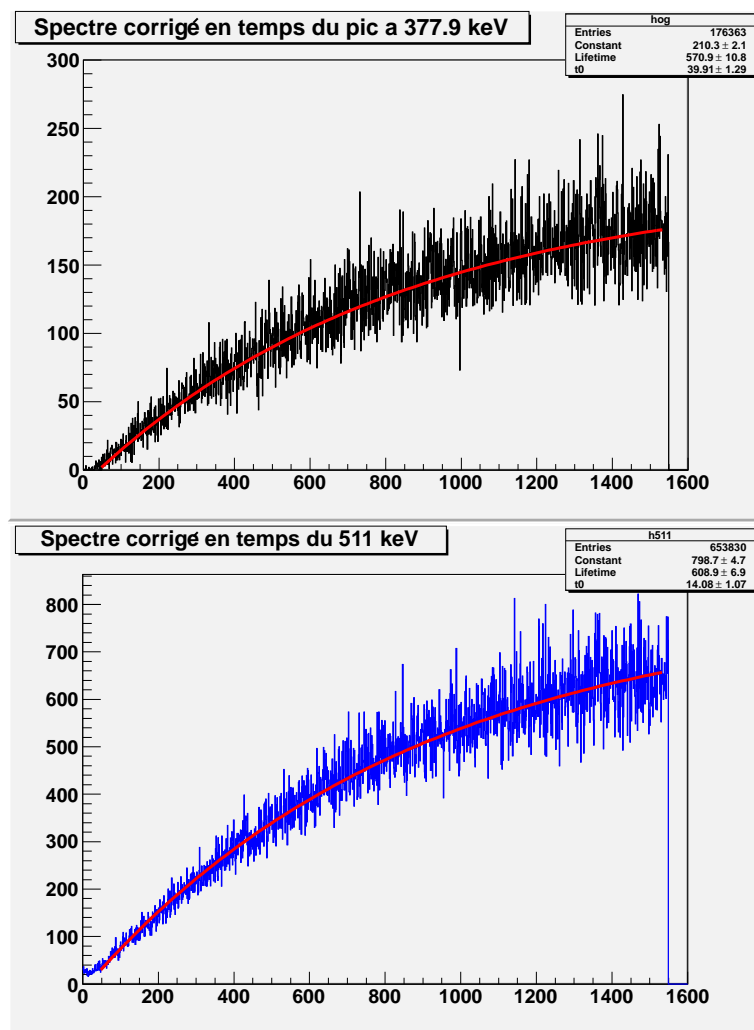 Spectre corrigé en temps du pic a 377.9 keV
hog
Entries 176363
Constant 210.3 ± 2.1
Lifetime 570.9 ± 10.8
t0 39.91 ± 1.29
300
250
200
150
100
50
0
0 200 400 600 800 1000 1200 1400 1600
Spectre corrigé en temps du 511 keV
h511
Entries 653830
Constant 798.7 ± 4.7
Lifetime 608.9 ± 6.9
t0 14.08 ± 1.07
800
700
600
500
400
300
200
100
0
0 200 400 600 800 1000 1200 1400 1600